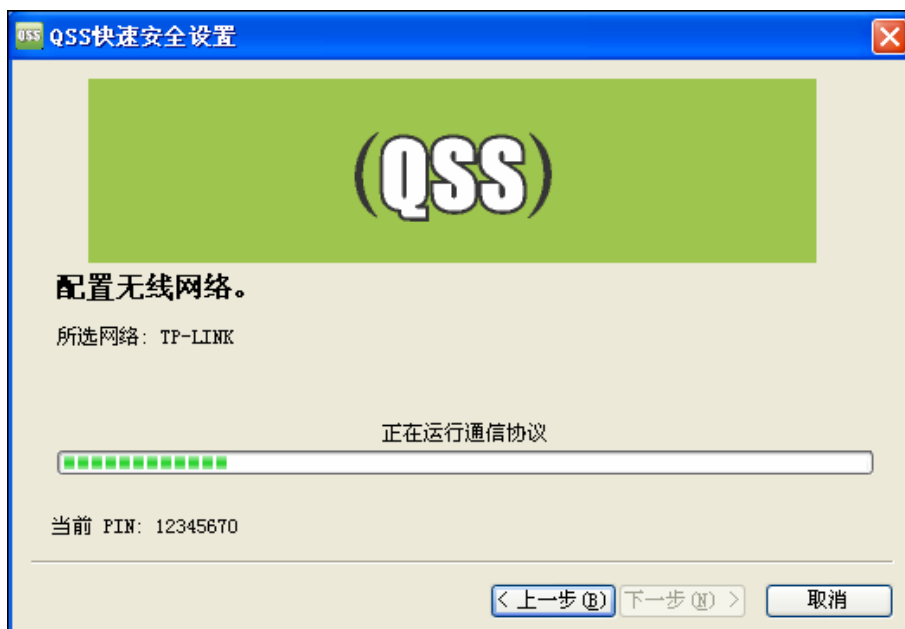 QSS QSS快速安全设置
(QSS)
配置无线网络。
所选网络: TP-LINK
正在运行通信协议
当前 PIN: 12345670
< 上一步(B) 下一步(N) > 取消